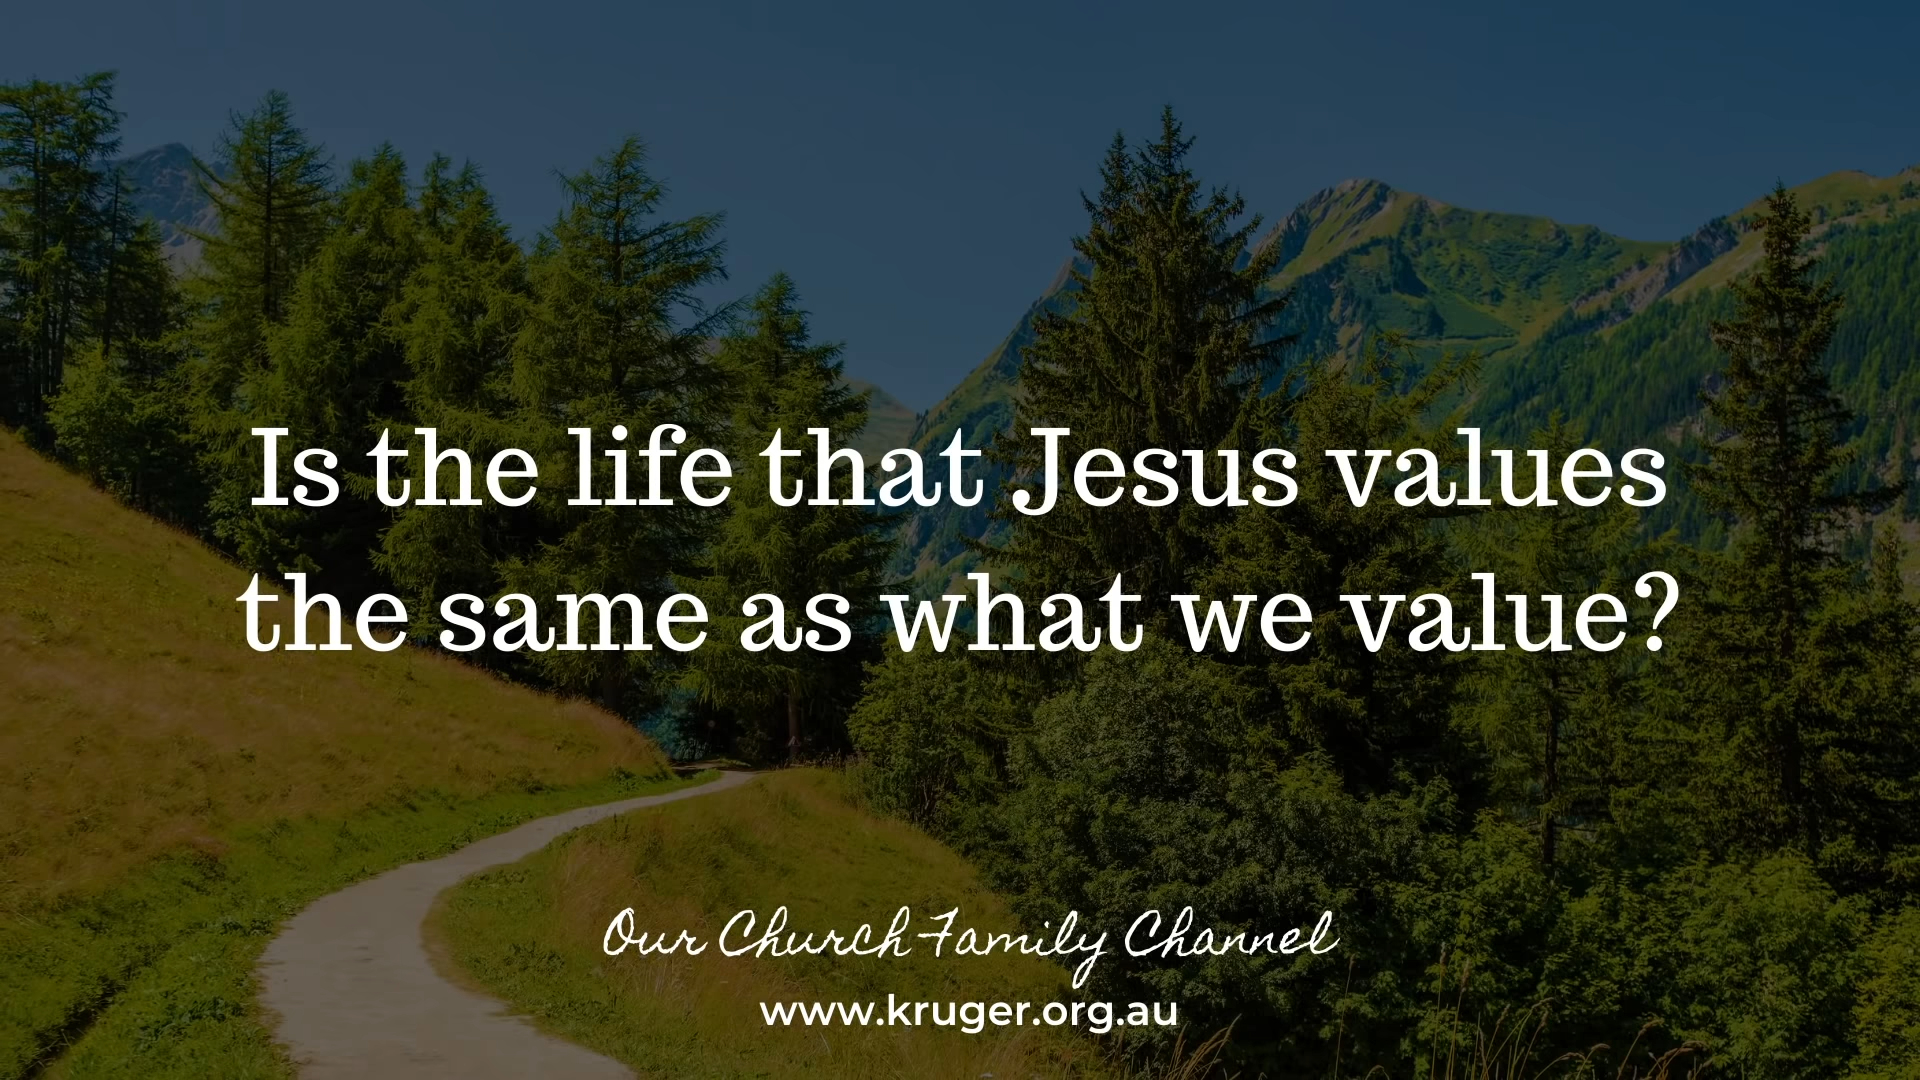 Is the life that Jesus values
the same as what we value?
Our Church Family Channel
www.kruger.org.au